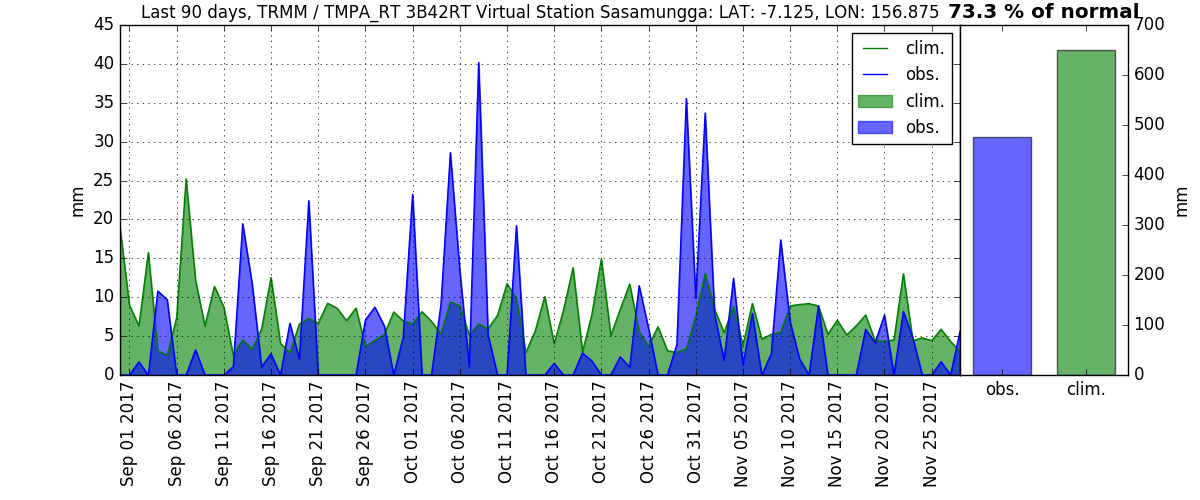 Last 90 days, TRMM / TMPA_RT 3B42RT Virtual Station Sasamungga: LAT: -7.125, LON: 156.875 73.3 % of normal
45
40
35
30
25
20
15
10
5
0
mm
clim.
obs.
clim.
obs.
700
600
500
400
300
200
100
0
mm
obs.
clim.
Sep 01 2017
Sep 06 2017
Sep 11 2017
Sep 16 2017
Sep 21 2017
Sep 26 2017
Oct 01 2017
Oct 06 2017
Oct 11 2017
Oct 16 2017
Oct 21 2017
Oct 26 2017
Oct 31 2017
Nov 05 2017
Nov 10 2017
Nov 15 2017
Nov 20 2017
Nov 25 2017